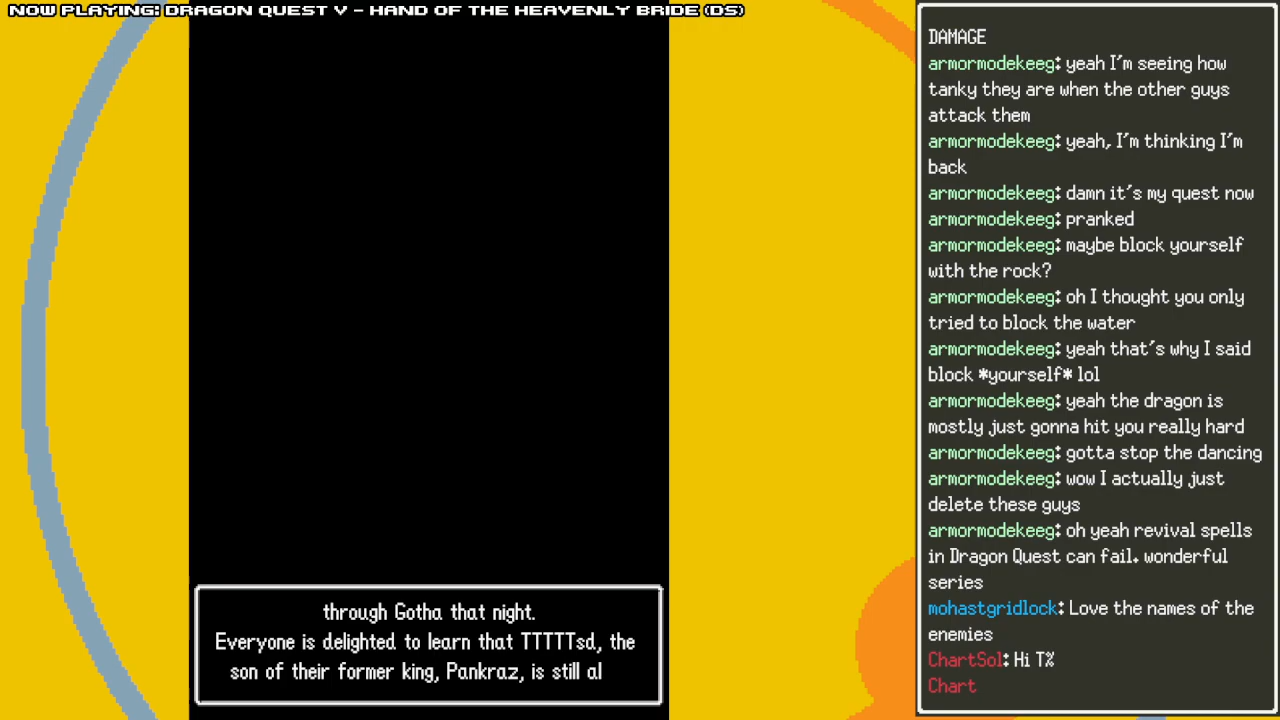 NOW PLAYING: DRAGON QUEST V - HAND OF THE HEAVENLY BRIDE (DS)
through Gotha that night.
Everyone is delighted to learn that TTTTTsd, the
son of their former king, Pankraz, is still al
DAMAGE
armormodekeeg: yeah I'm seeing how
tanky they are when the other guys
attack them
armormodekeeg: yeah, I'm thinking I'm
back
armormodekeeg: damn it's my quest now
armormodekeeg: pranked
armormodekeeg: maybe block yourself
with the rock?
armormodekeeg: oh I thought you only
tried to block the water
armormodekeeg: yeah that's why I said
block *yourself* lol
armormodekeeg: yeah the dragon is
mostly just gonna hit you really hard
armormodekeeg: gotta stop the dancing
armormodekeeg: wow I actually just
delete these guys
armormodekeeg: oh yeah revival spells
in Dragon Quest can fail. wonderful
series
mohastgridlock: Love the names of the
enemies
ChartSol: Hi T%
Chart